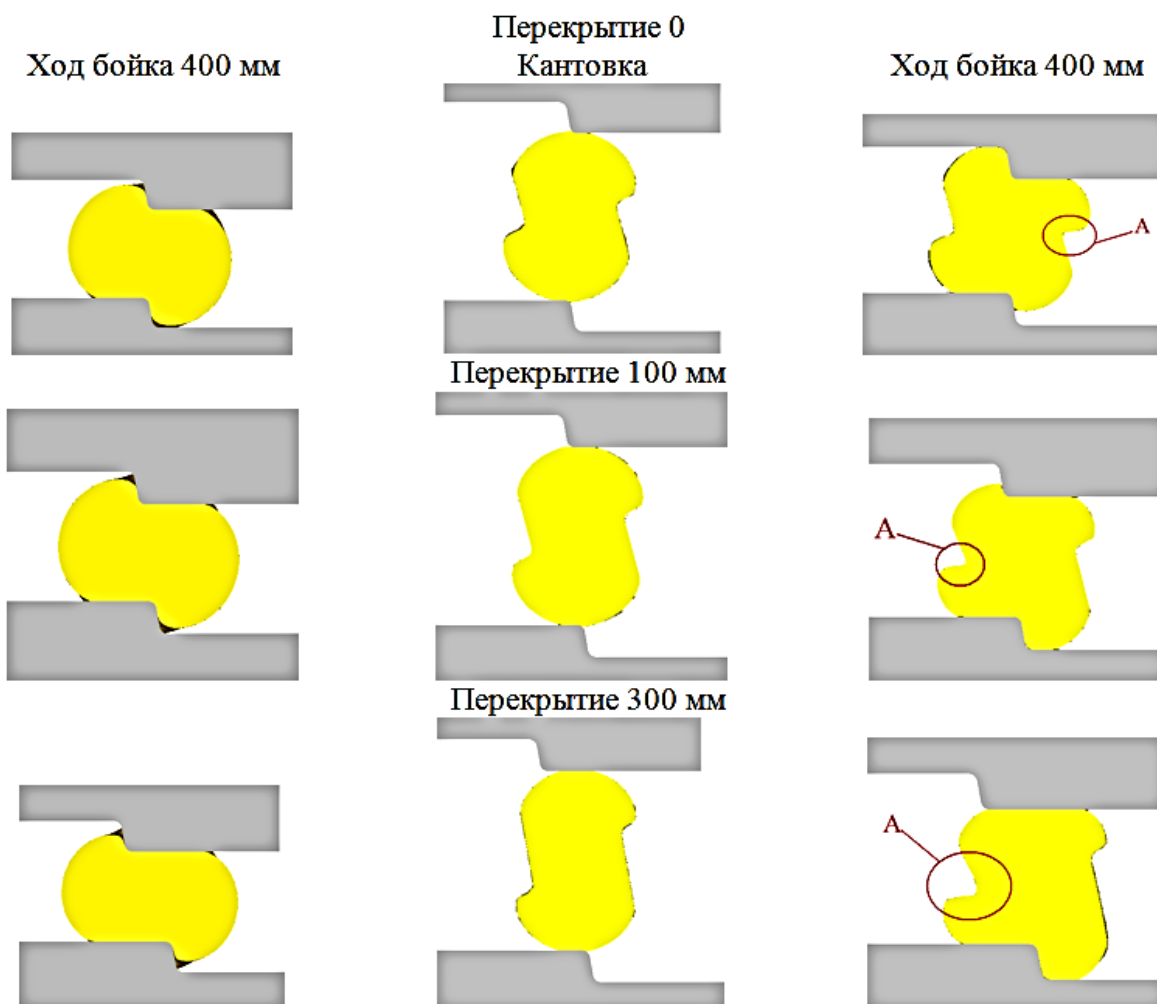 Перекрытие 0
Ход бойка 400 мм
Кантовка
Ход бойка 400 мм
А
Перекрытие 100 мм
А
Перекрытие 300 мм
А